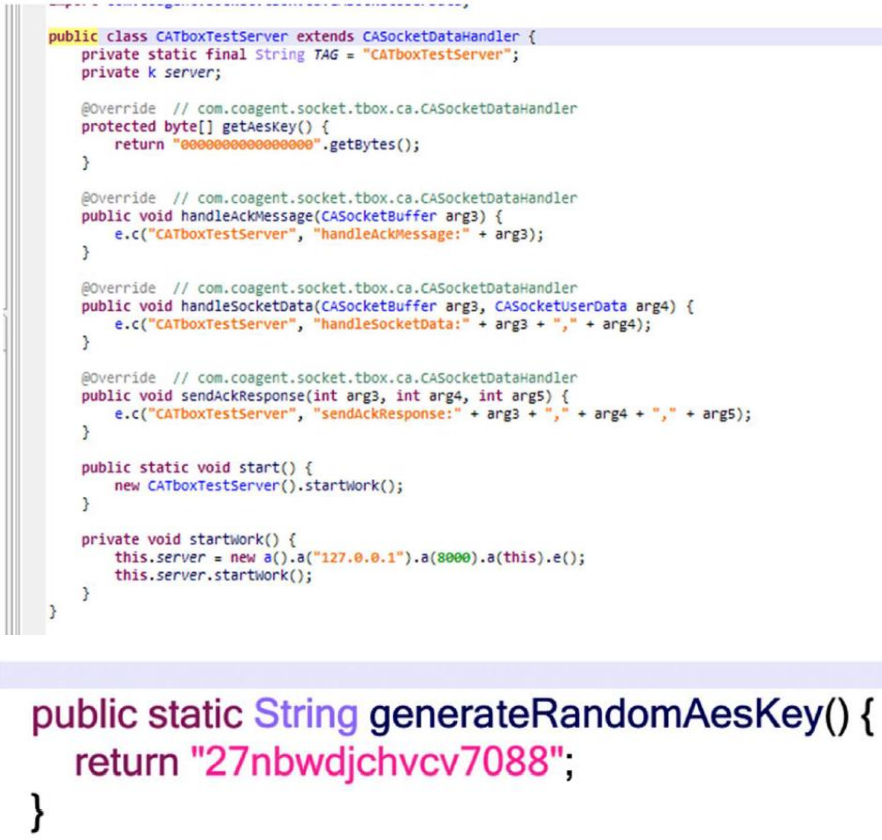 public class CATboxTestServer extends CASocketDataHandler {
private static final String TAG = "CATboxTestServer";
private k server;
@Override // com.coagent.socket.tbox.ca.CASocketDataHandler
protected byte[] getAesKey() {
return "0000000000000000".getBytes();
}
@Override // com.coagent.socket.tbox.ca.CASocketDataHandler
public void handleAckMessage(CASocketBuffer arg3) {
e.c("CATboxTestServer", "handleAckMessage:" + arg3);
}
@Override // com.coagent.socket.tbox.ca.CASocketDataHandler
public void handleSocketData(CASocketBuffer arg3, CASocketUserData arg4) {
e.c("CATboxTestServer", "handleSocketData:" + arg3 + "," + arg4);
}
@Override // com.coagent.socket.tbox.ca.CASocketDataHandler
public void sendAckResponse(int arg3, int arg4, int arg5) {
e.c("CATboxTestServer", "sendAckResponse:" + arg3 + "," + arg4 + "," + arg5);
}
public static void start() {
new CATboxTestServer().startWork();
}
private void startWork() {
this.server = new a().a("127.0.0.1").a(8000).a(this).e();
this.server.startWork();
}
}
public static String generateRandomAesKey() {
return "27nbwdjchvcv7088";
}